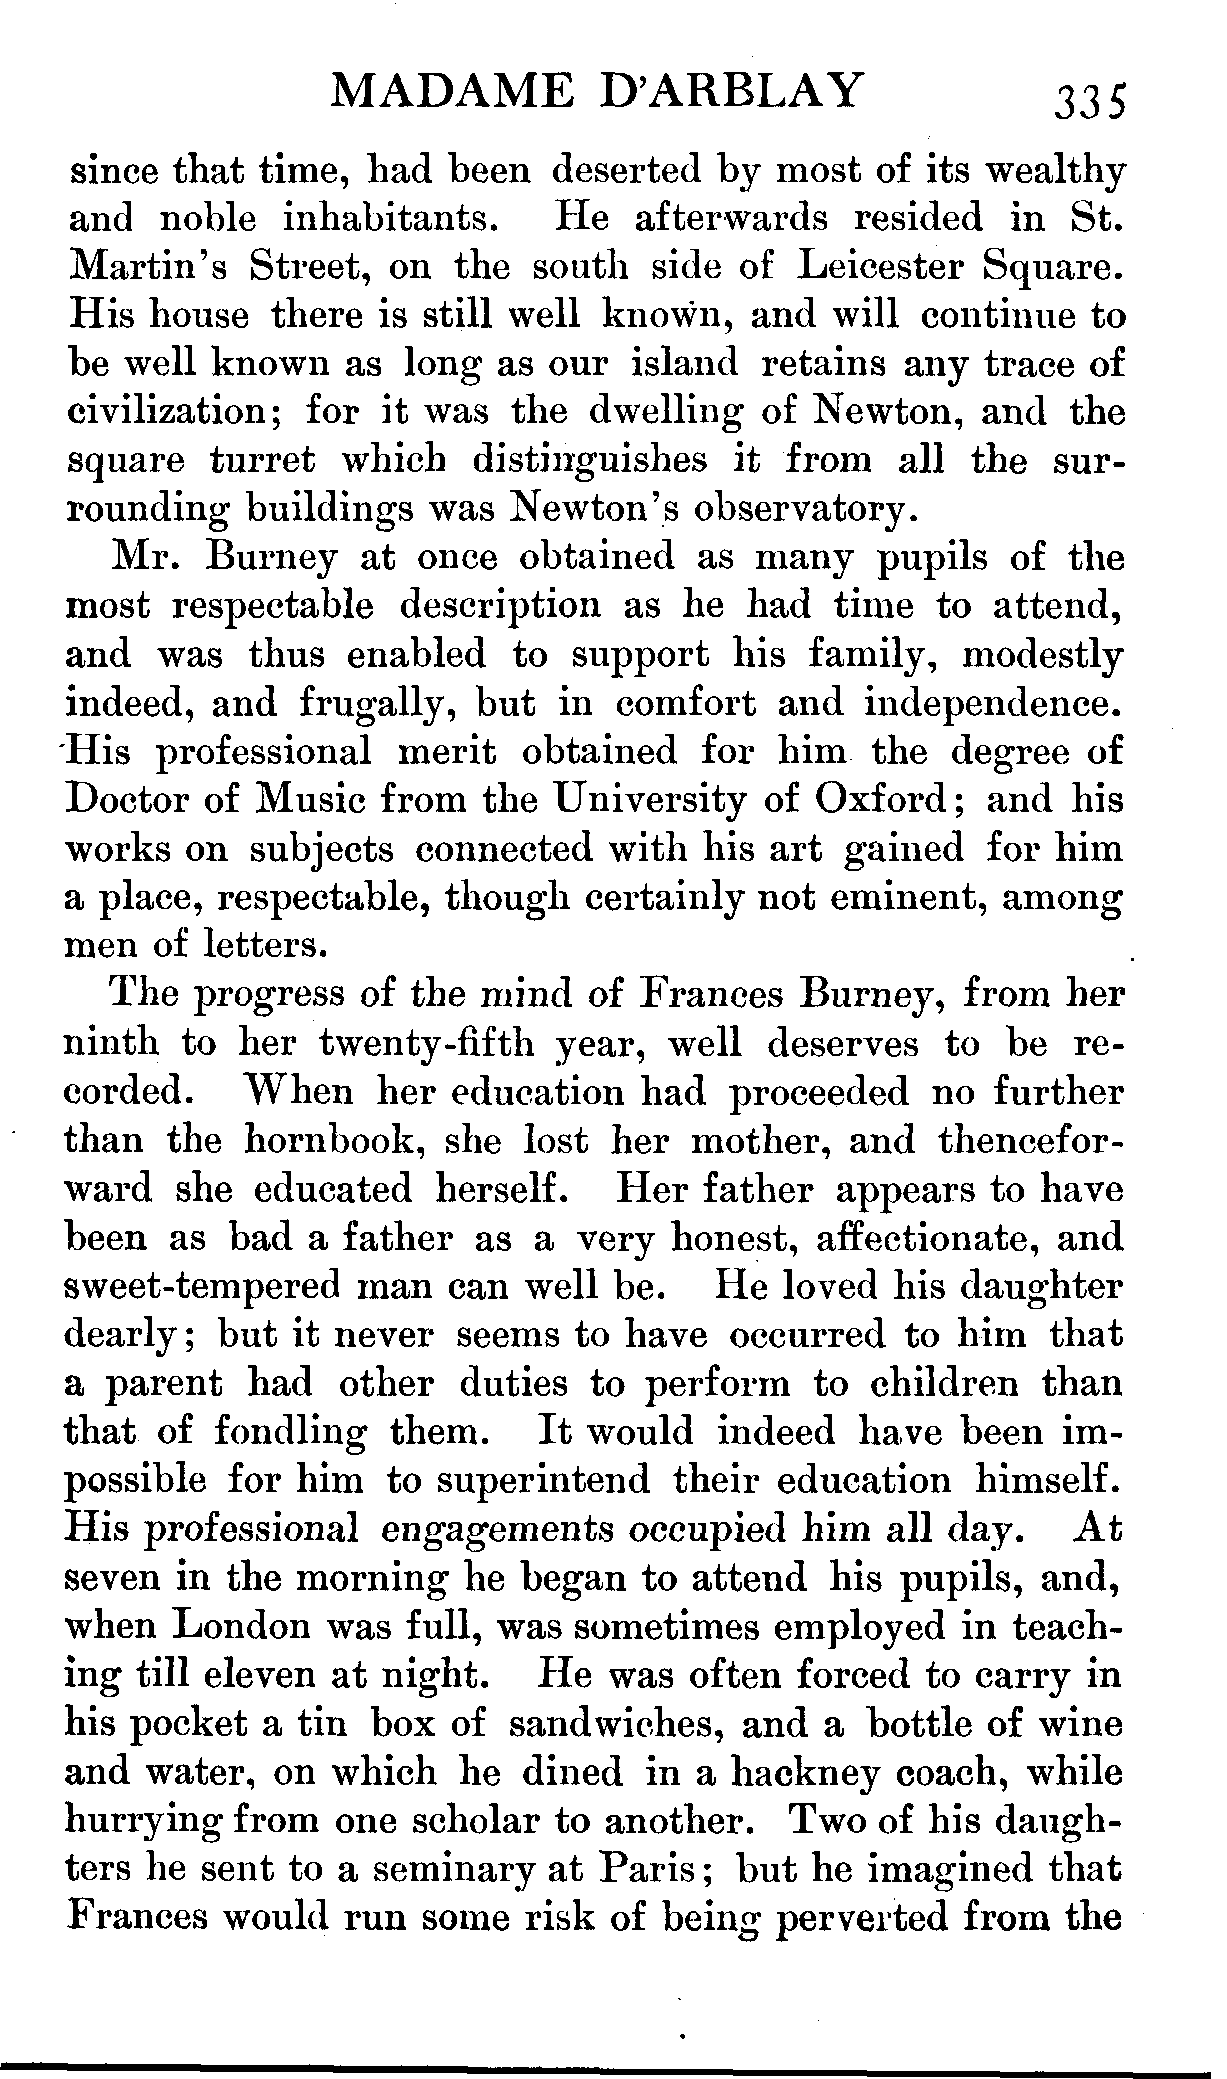 MADAME D'ARBLAY 335
since that time, had been deserted by most of its wealthy
and noble inhabitants. He afterwards resided in St.
Martin's Street, on the south side of Leicester Square.
His house there is still well known, and will continue to
be well known as long as our island retains any trace of
civilization; for it was the dwelling of Newton, and the
square turret which distinguishes it from all the sur-
rounding buildings was Newton's observatory.
Mr. Burney at once obtained as many pupils of the
most respectable description as he had time to attend,
and was thus enabled to support his family, modestly
indeed, and frugally, but in comfort and independence.
His professional merit obtained for him the degree of
Doctor of Music from the University of Oxford; and his
works on subjects connected with his art gained for him
a place, respectable, though certainly not eminent, among
men of letters.
The progress of the mind of Frances Burney, from her
ninth to her twenty-fifth year, well deserves to be re-
corded. When her education had proceeded no further
than the hornbook, she lost her mother, and thencefor-
ward she educated herself. Her father appears to have
been as bad a father as a very honest, affectionate, and
sweet-tempered man can well be. He loved his daughter
dearly; but it never seems to have occurred to him that
a parent had other duties to perform to children than
that of fondling them. It would indeed have been im-
possible for him to superintend their education himself.
His professional engagements occupied him all day. At
seven in the morning he began to attend his pupils, and,
when London was full, was sometimes employed in teach-
ing till eleven at night. He was often forced to carry in
his pocket a tin box of sandwiches, and a bottle of wine
and water, on which he dined in a hackney coach, while
hurrying from one scholar to another. Two of his daugh-
ters he sent to a seminary at Paris; but he imagined that
Frances would run some risk of being perverted from the